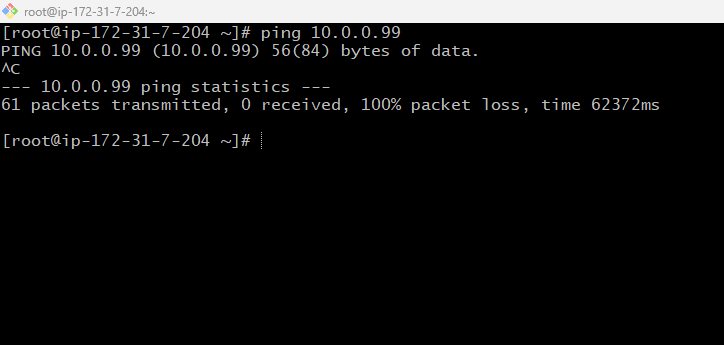 root@ip-172-31-7-204:~
[root@ip-172-31-7-204 ~]# ping 10.0.0.99
PING 10.0.0.99 (10.0.0.99) 56(84) bytes of data.
^C
--- 10.0.0.99 ping statistics ---
61 packets transmitted, 0 received, 100% packet loss, time 62372ms
[root@ip-172-31-7-204 ~]#